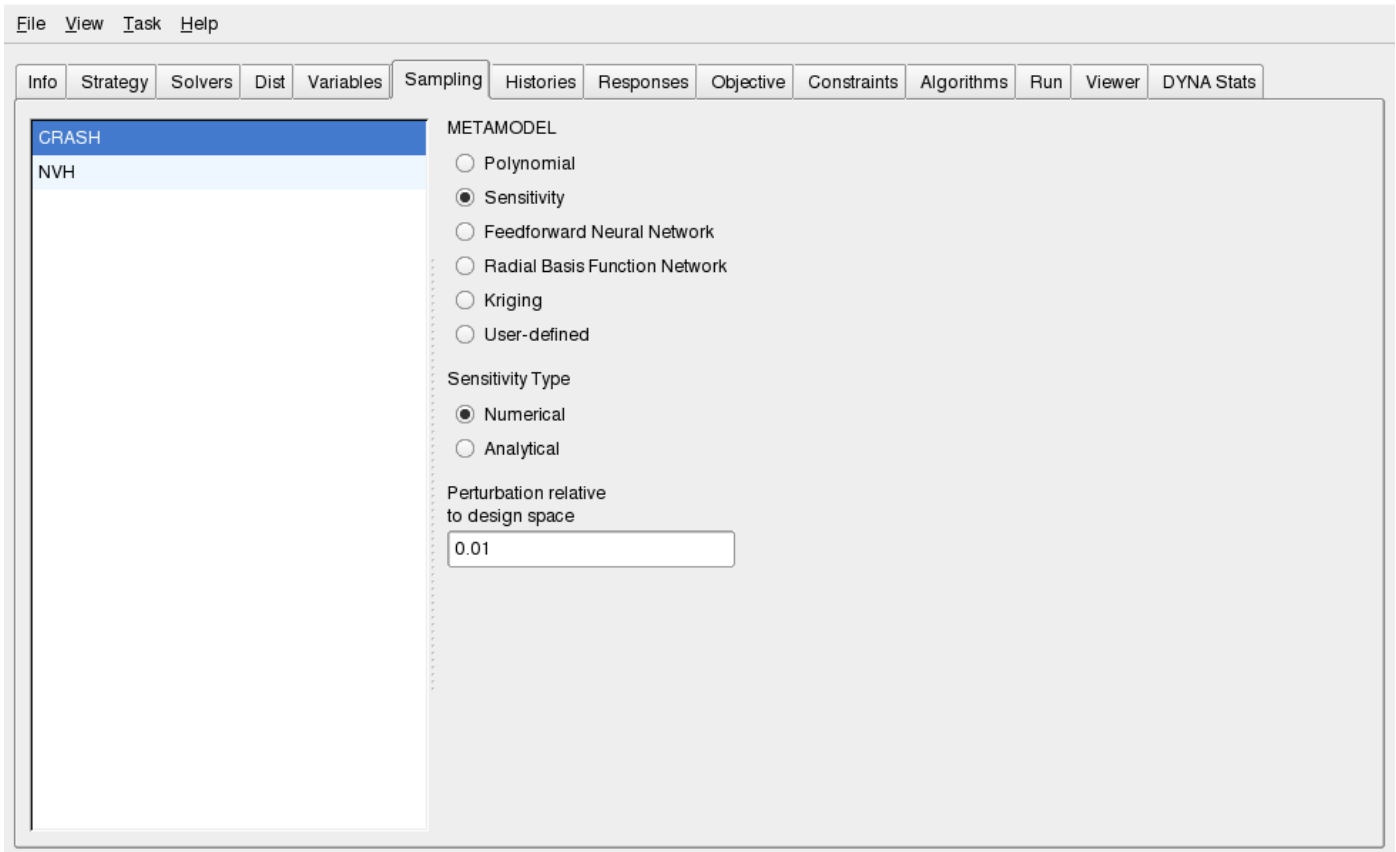 File View Task Help
Info Strategy Solvers Dist Variables Sampling Histories Responses Objective Constraints Algorithms Run Viewer DYNA Stats
CRASH
NVH
METAMODEL
Polynomial
Sensitivity
Feedforward Neural Network
Radial Basis Function Network
Kriging
User-defined
Sensitivity Type
Numerical
Analytical
Perturbation relative
to design space
0.01